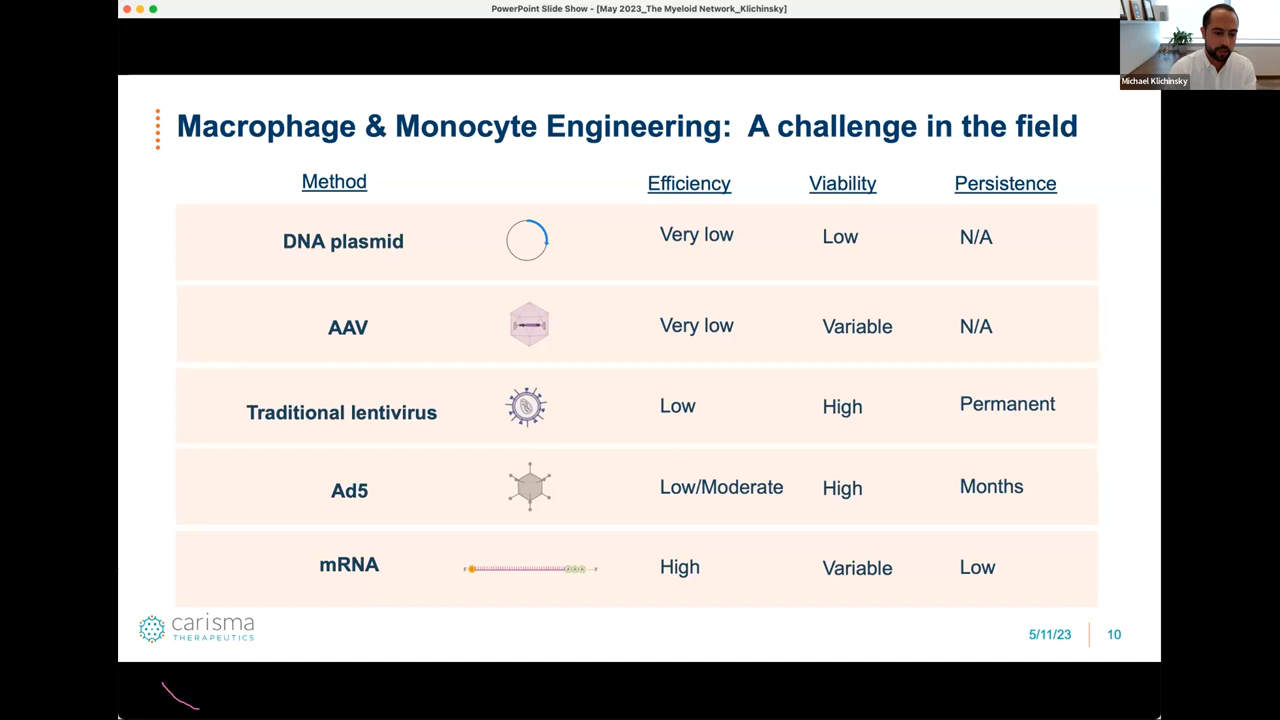 PowerPoint Slide Show - [May 2023_The Myeloid Network_Klichinsky]
Michael Klichinsky
Macrophage & Monocyte Engineering: A challenge in the field
Method Efficiency Viability Persistence
DNA plasmid Very low Low N/A
AAV Very low Variable N/A
Traditional lentivirus Low High Permanent
Ad5 Low/Moderate High Months
mRNA High Variable Low
carisma
THERAPEUTICS
5/11/23 10